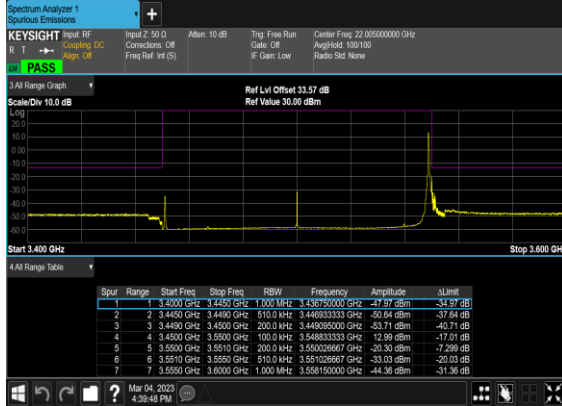 Spectrum Analyzer 1
Spurious Emissions
+
KEYSIGHT Input: RF Input Z: 50 Ω Atten: 10 dB Trig: Free Run Center Freq: 22.005000000 GHz
R T Coupling: DC Corrections: Off Gate: Off Avg|Hold: 100/100
Align: Off Freq Ref: Int (S) IF Gain: Low Radio Std: None
PASS
3 All Range Graph
Ref Lvl Offset 33.57 dB
Scale/Div 10.0 dB Ref Value 30.00 dBm
Log
20.0
10.0
0.00
-10.0
-20.0
-30.0
-40.0
-50.0
-60.0
Start 3.400 GHz Stop 3.600 GHz
4 All Range Table
Spur Range Start Freq Stop Freq RBW Frequency Amplitude ΔLimit
1 1 3.4000 GHz 3.4450 GHz 1.000 MHz 3.436750000 GHz -47.97 dBm -34.97 dB
2 2 3.4450 GHz 3.4490 GHz 510.0 kHz 3.446933333 GHz -50.64 dBm -37.64 dB
3 3 3.4490 GHz 3.4500 GHz 200.0 kHz 3.449095000 GHz -53.71 dBm -40.71 dB
4 4 3.4500 GHz 3.5500 GHz 100.0 kHz 3.548833333 GHz 12.99 dBm -17.01 dB
5 5 3.5500 GHz 3.5510 GHz 200.0 kHz 3.550026667 GHz -20.30 dBm -7.299 dB
6 6 3.5510 GHz 3.5550 GHz 510.0 kHz 3.551026667 GHz -33.03 dBm -20.03 dB
7 7 3.5550 GHz 3.6000 GHz 1.000 MHz 3.558150000 GHz -44.36 dBm -31.36 dB
? Mar 04, 2023
4:39:48 PM